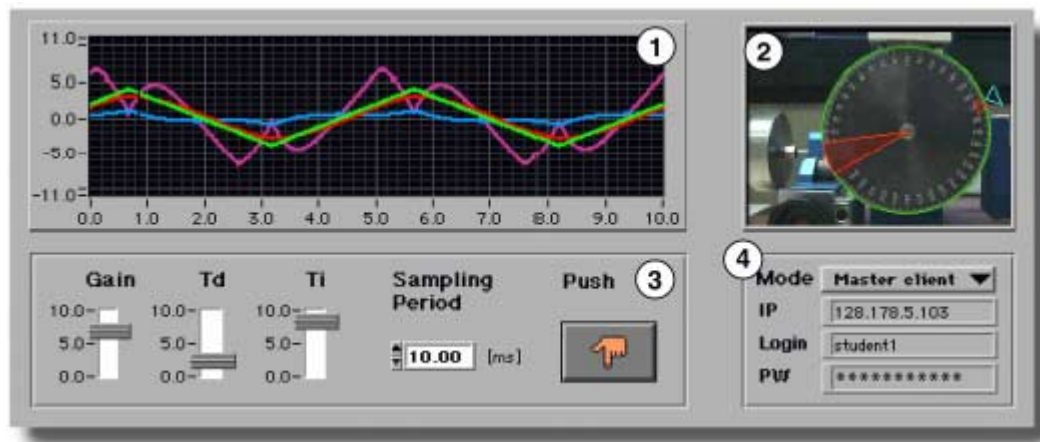 11.0
5.0
0.0
-5.0
-11.0
0.0 1.0 2.0 3.0 4.0 5.0 6.0 7.0 8.0 9.0 10.0
1
2
Gain Td Ti Sampling Period Push 3
10.0 10.0 10.0
5.0 5.0 5.0
0.0 0.0 0.0
10.00 [ms]
4
Mode Master client
IP 128.178.5.103
Login student1
PW ***********